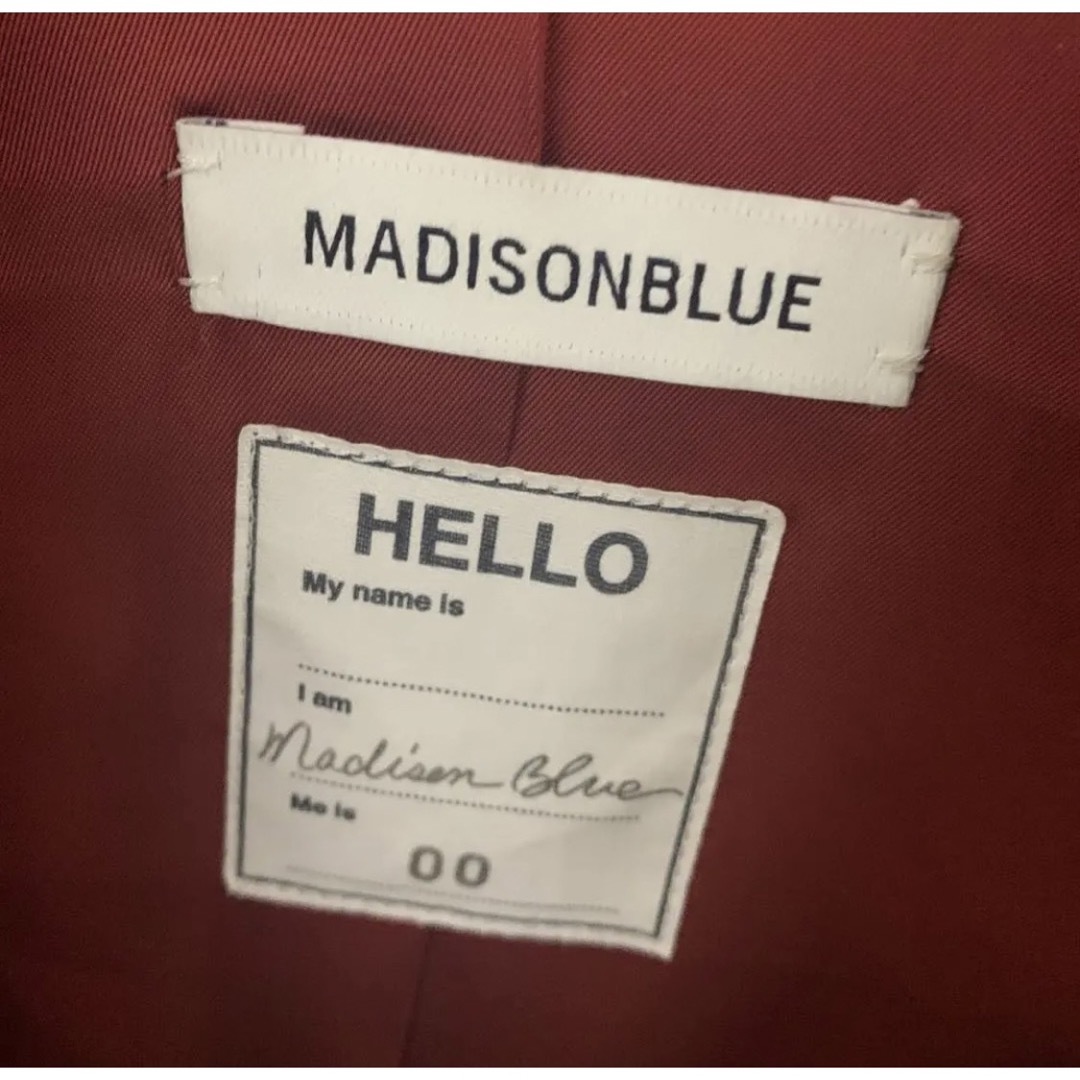 MADISONBLUE
HELLO
My name is
I am
Madison Blue
Me is
00